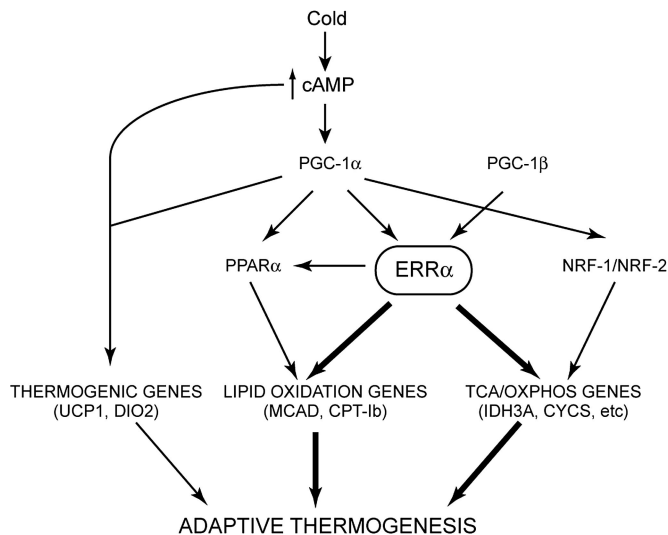 Cold
cAMP
PGC-1α PGC-1β
PPARα ERRα NRF-1/NRF-2
THERMOGENIC GENES LIPID OXIDATION GENES TCA/OXPHOS GENES
(UCP1, DIO2) (MCAD, CPT-Ib) (IDH3A, CYCS, etc)
ADAPTIVE THERMOGENESIS